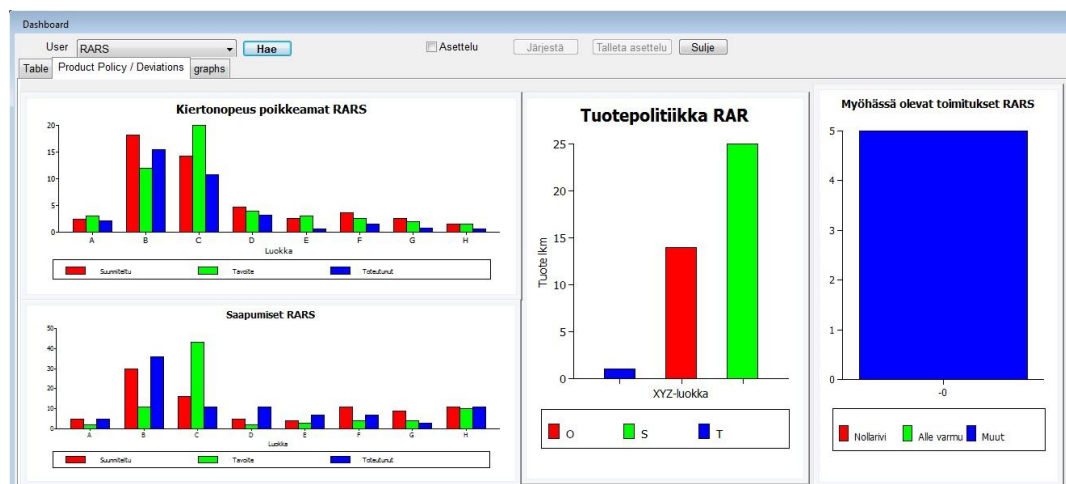 Dashboard
User RARS Hae Asettelu Järjestä Talleta asettelu Sulje
Table Product Policy / Deviations graphs
Kiertonopeus poikkeamat RARS
20
15
10
5
0
A B C D E F G H
Luokka
Suunniteltu Tavoite Toteutunut
Saapumiset RARS
50
40
30
20
10
0
A B C D E F G H
Luokka
Suunniteltu Tavoite Toteutunut
Tuotepolitiikka RAR
25
20
15
10
5
0
Tuote lkm
XYZ-luokka
O S T
Myöhässä olevat toimitukset RARS
5
4
3
2
1
0
-0
Nollarivi Alle varmu Muut